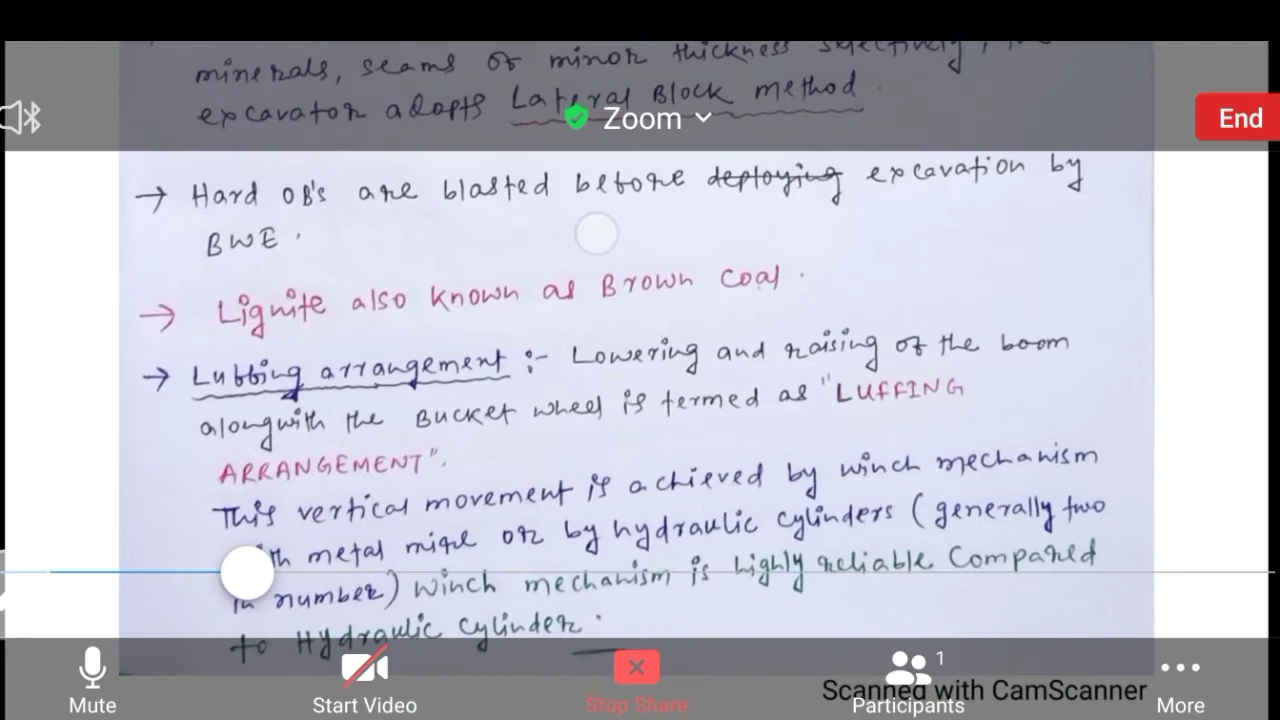 minerals, seams of minor thickness selectively,
excavator adopts Lateral Block method
Zoom
End
→ Hard OB's are blasted before deploying excavation by
BWE.
→ Lignite also known as Brown coal.
→ Lubbing arrangement :- Lowering and raising of the boom
alongwith the Bucket wheel is termed as "LUFFING
ARRANGEMENT".
This vertical movement is achieved by winch mechanism
metal or by hydraulic cylinders (generally two
in number) Winch mechanism is highly reliable Compared
to Hydraulic cylinder.
Scanned with CamScanner
Mute
Start Video
Stop Share
Participants
1
More